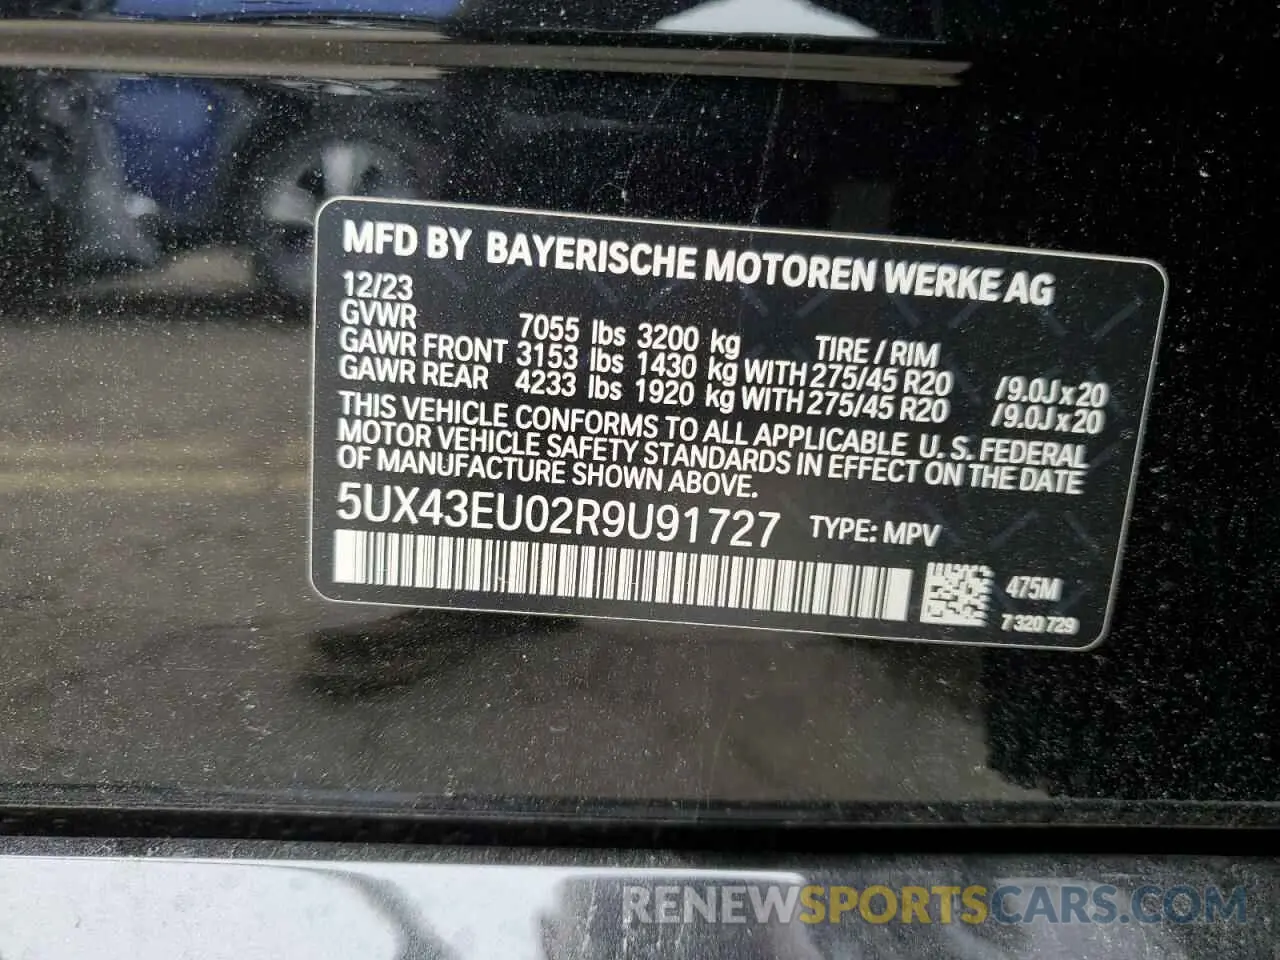 MFD BY BAYERISCHE MOTOREN WERKE AG
12/23
GVWR 7055 lbs 3200 kg TIRE / RIM
GAWR FRONT 3153 lbs 1430 kg WITH 275/45 R20 /9.0J x 20
GAWR REAR 4233 lbs 1920 kg WITH 275/45 R20 /9.0J x 20
THIS VEHICLE CONFORMS TO ALL APPLICABLE U. S. FEDERAL
MOTOR VEHICLE SAFETY STANDARDS IN EFFECT ON THE DATE
OF MANUFACTURE SHOWN ABOVE.
5UX43EU02R9U91727 TYPE: MPV
475M
7 320 729
RENEWSPORTSCARS.COM